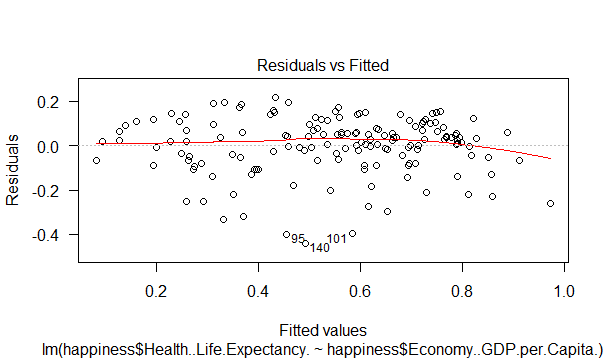 Residuals vs Fitted
Residuals
0.2
0.0
-0.2
-0.4
95
101
140
0.2 0.4 0.6 0.8 1.0
Fitted values
lm(happiness$Health..Life.Expectancy. ~ happiness$Economy..GDP.per.Capita.)